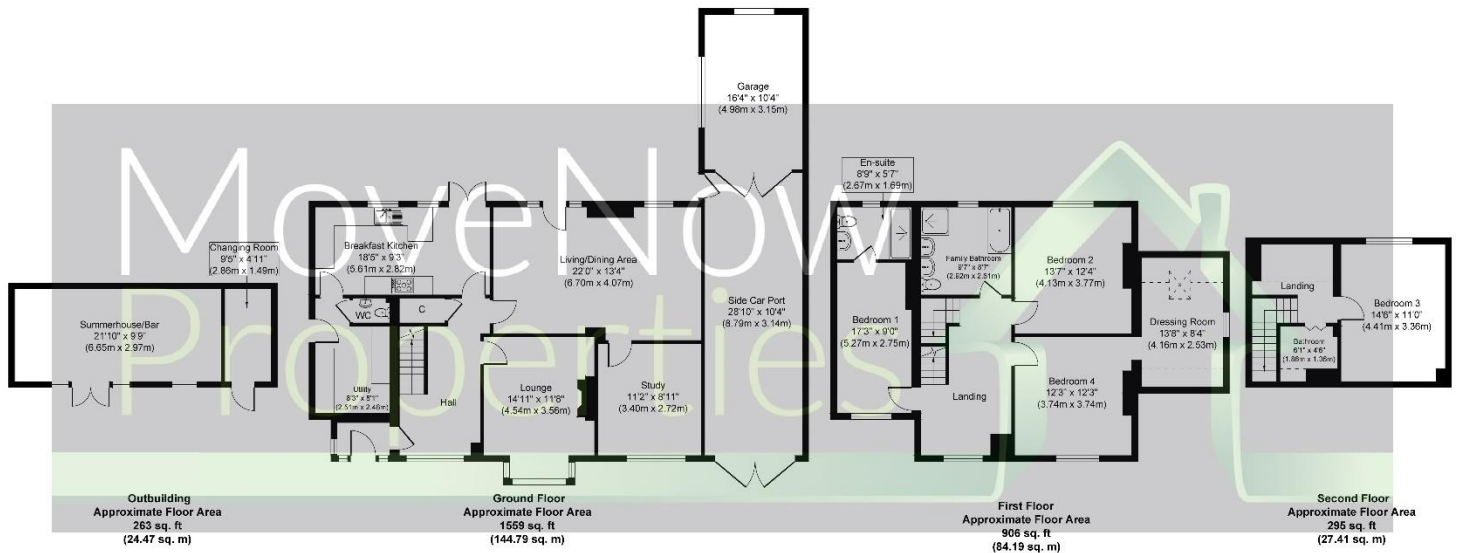 MoveNow
Properties
Changing Room
9'5" x 4'11"
(2.86m x 1.49m)
Summerhouse/Bar
21'10" x 9'9"
(6.65m x 2.97m)
Breakfast Kitchen
18'5" x 9'3"
(5.61m x 2.82m)
WC
C
Utility
8'3" x 8'1"
(2.51m x 2.46m)
Hall
Living/Dining Area
22'0" x 13'4"
(6.70m x 4.07m)
Lounge
14'11" x 11'8"
(4.54m x 3.56m)
Study
11'2" x 8'11"
(3.40m x 2.72m)
Garage
16'4" x 10'4"
(4.98m x 3.15m)
Side Car Port
28'10" x 10'4"
(8.79m x 3.14m)
En-suite
8'9" x 5'7"
(2.67m x 1.69m)
Family Bathroom
Bedroom 1
17'3" x 9'0"
(5.27m x 2.75m)
Bedroom 2
13'7" x 12'4"
(4.13m x 3.77m)
Dressing Room
13'8" x 8'4"
(4.16m x 2.53m)
Bedroom 4
12'3" x 12'3"
(3.74m x 3.74m)
Landing
Landing
Bedroom 3
14'6" x 11'0"
(4.41m x 3.36m)
Bathroom
6'1" x 4'6"
Outbuilding
Approximate Floor Area
263 sq. ft
(24.47 sq. m)
Ground Floor
Approximate Floor Area
1559 sq. ft
(144.79 sq. m)
First Floor
Approximate Floor Area
906 sq. ft
(84.19 sq. m)
Second Floor
Approximate Floor Area
295 sq. ft
(27.41 sq. m)